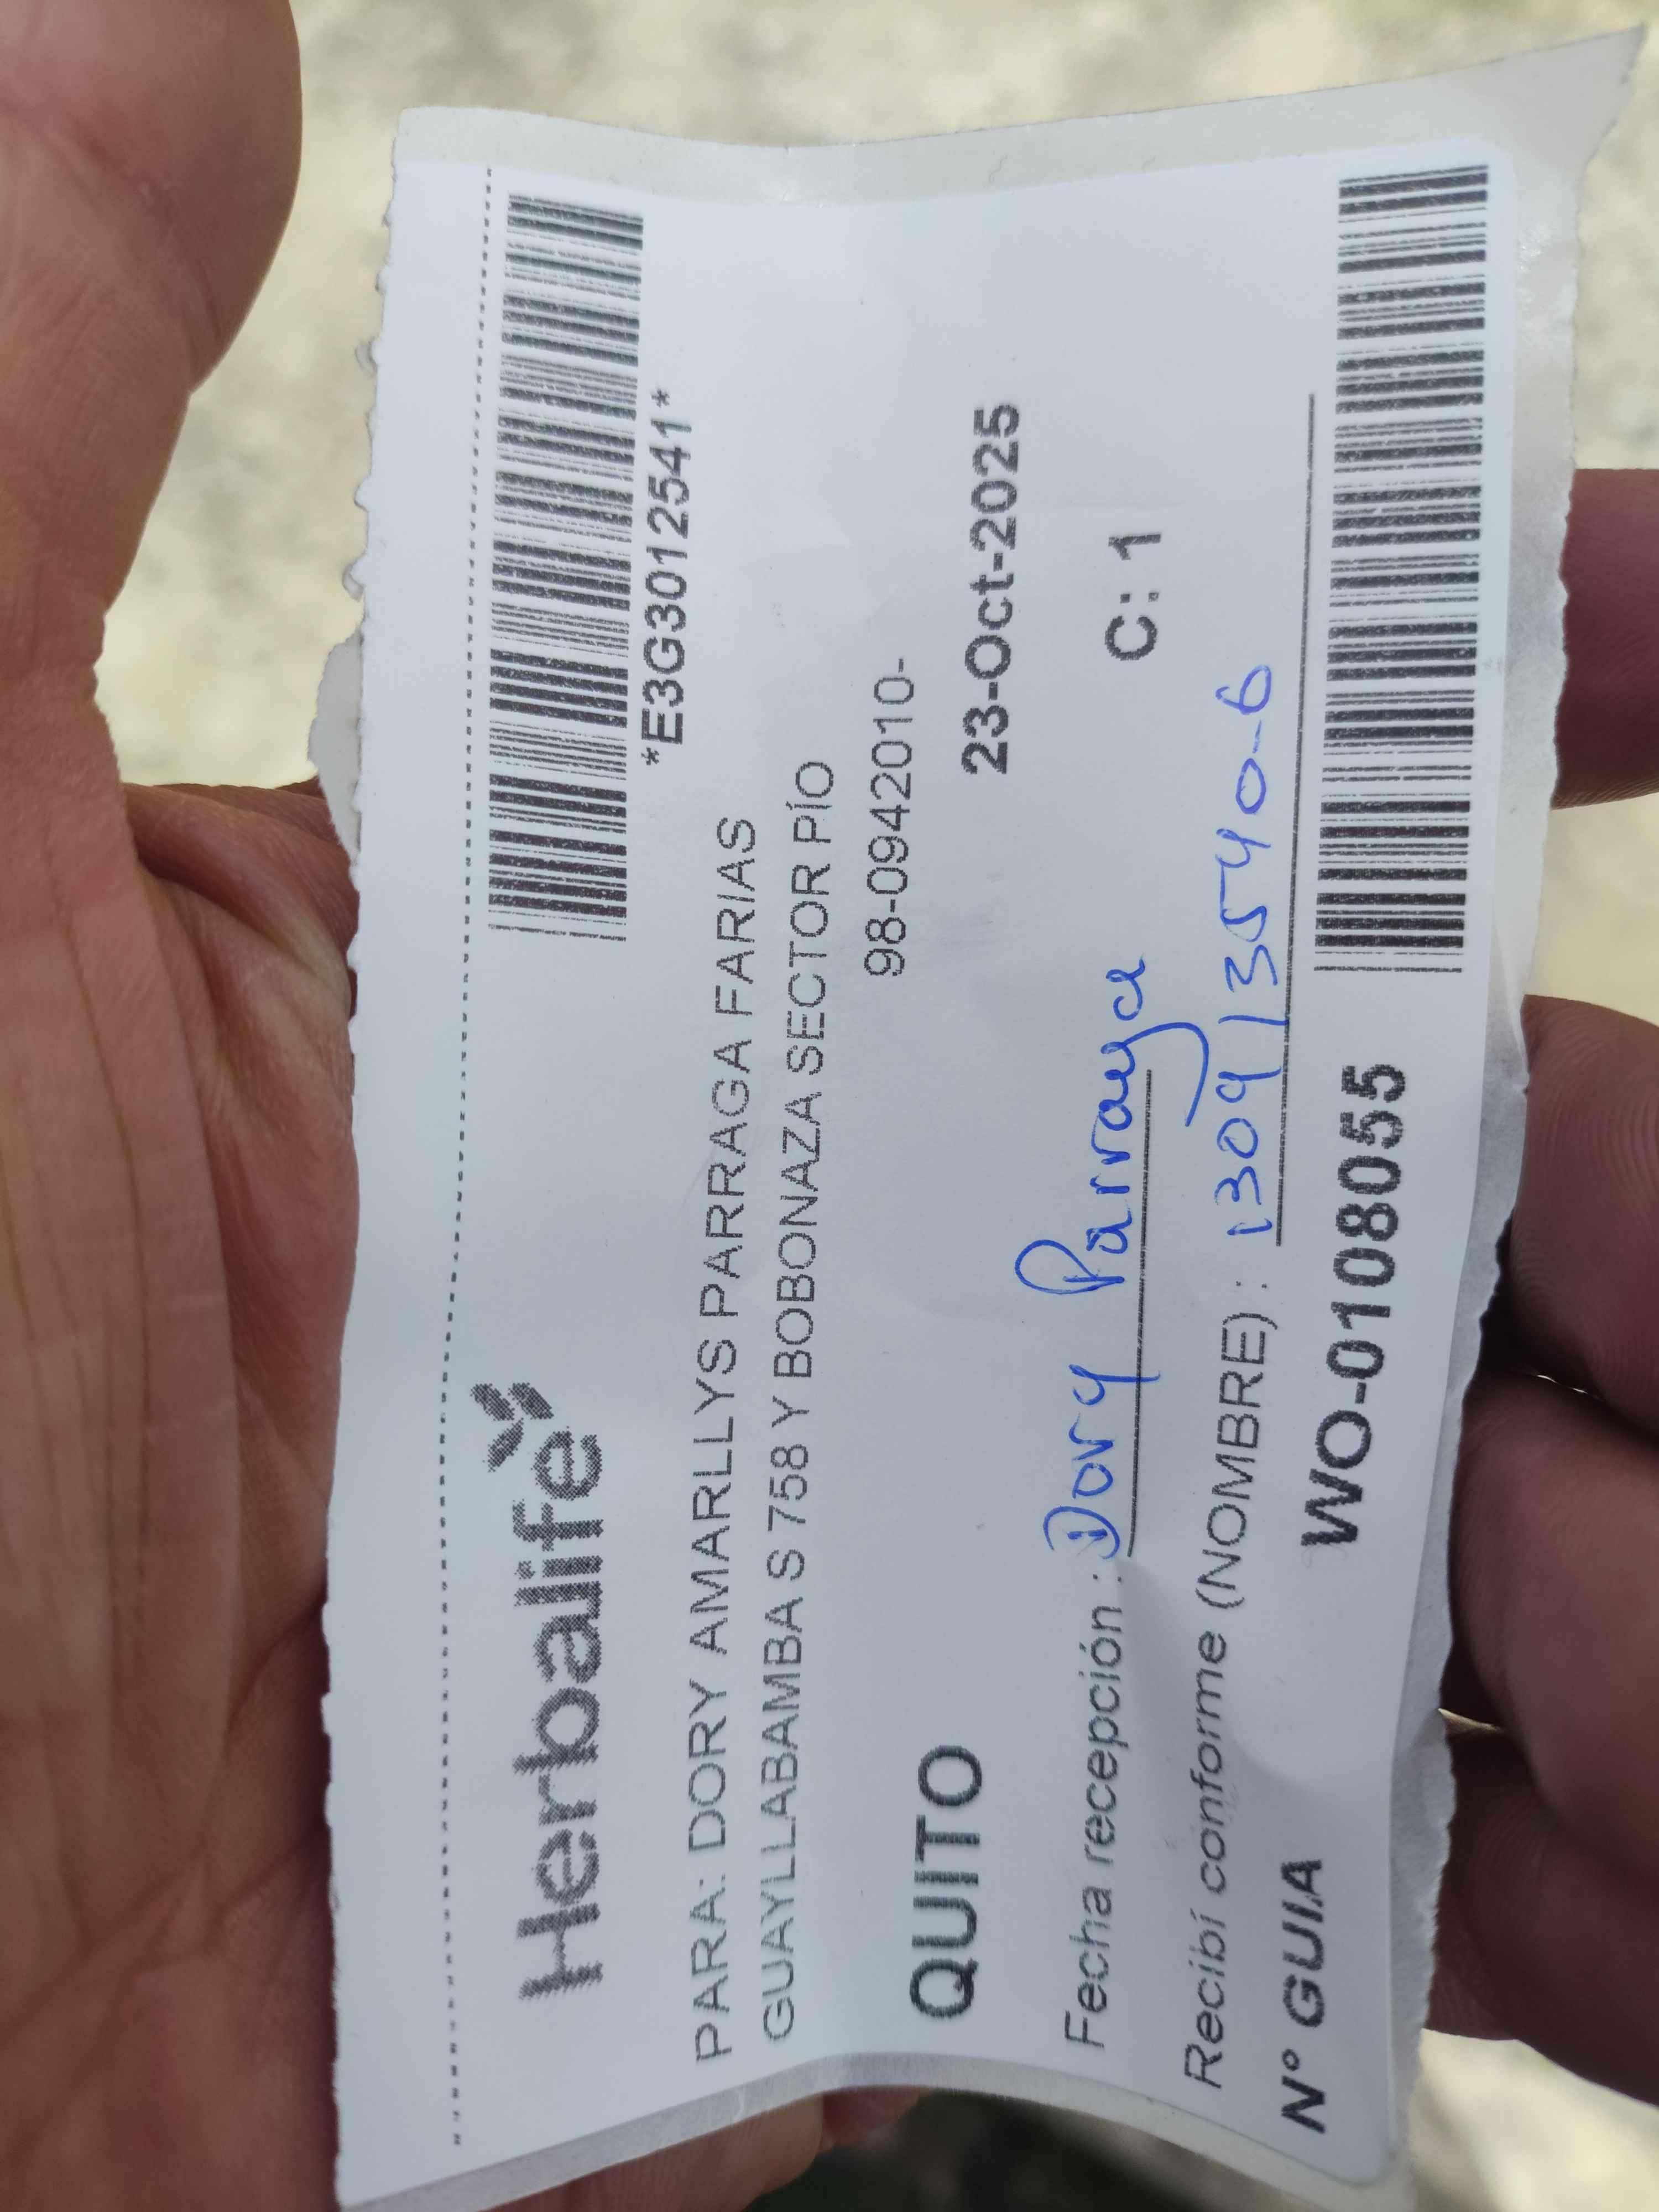 Herbalife
*E3G3012541*
PARA: DORY AMARLLYS PARRAGA FARIAS
GUAYLLABAMBA S 758 Y BOBONAZA SECTOR PÍO
98-0942010-
QUITO 23-Oct-2025
Fecha recepción : Dory Parraga C: 1
Recibí conforme (NOMBRE) : 130913540-6
N° GUIA WO-0108055